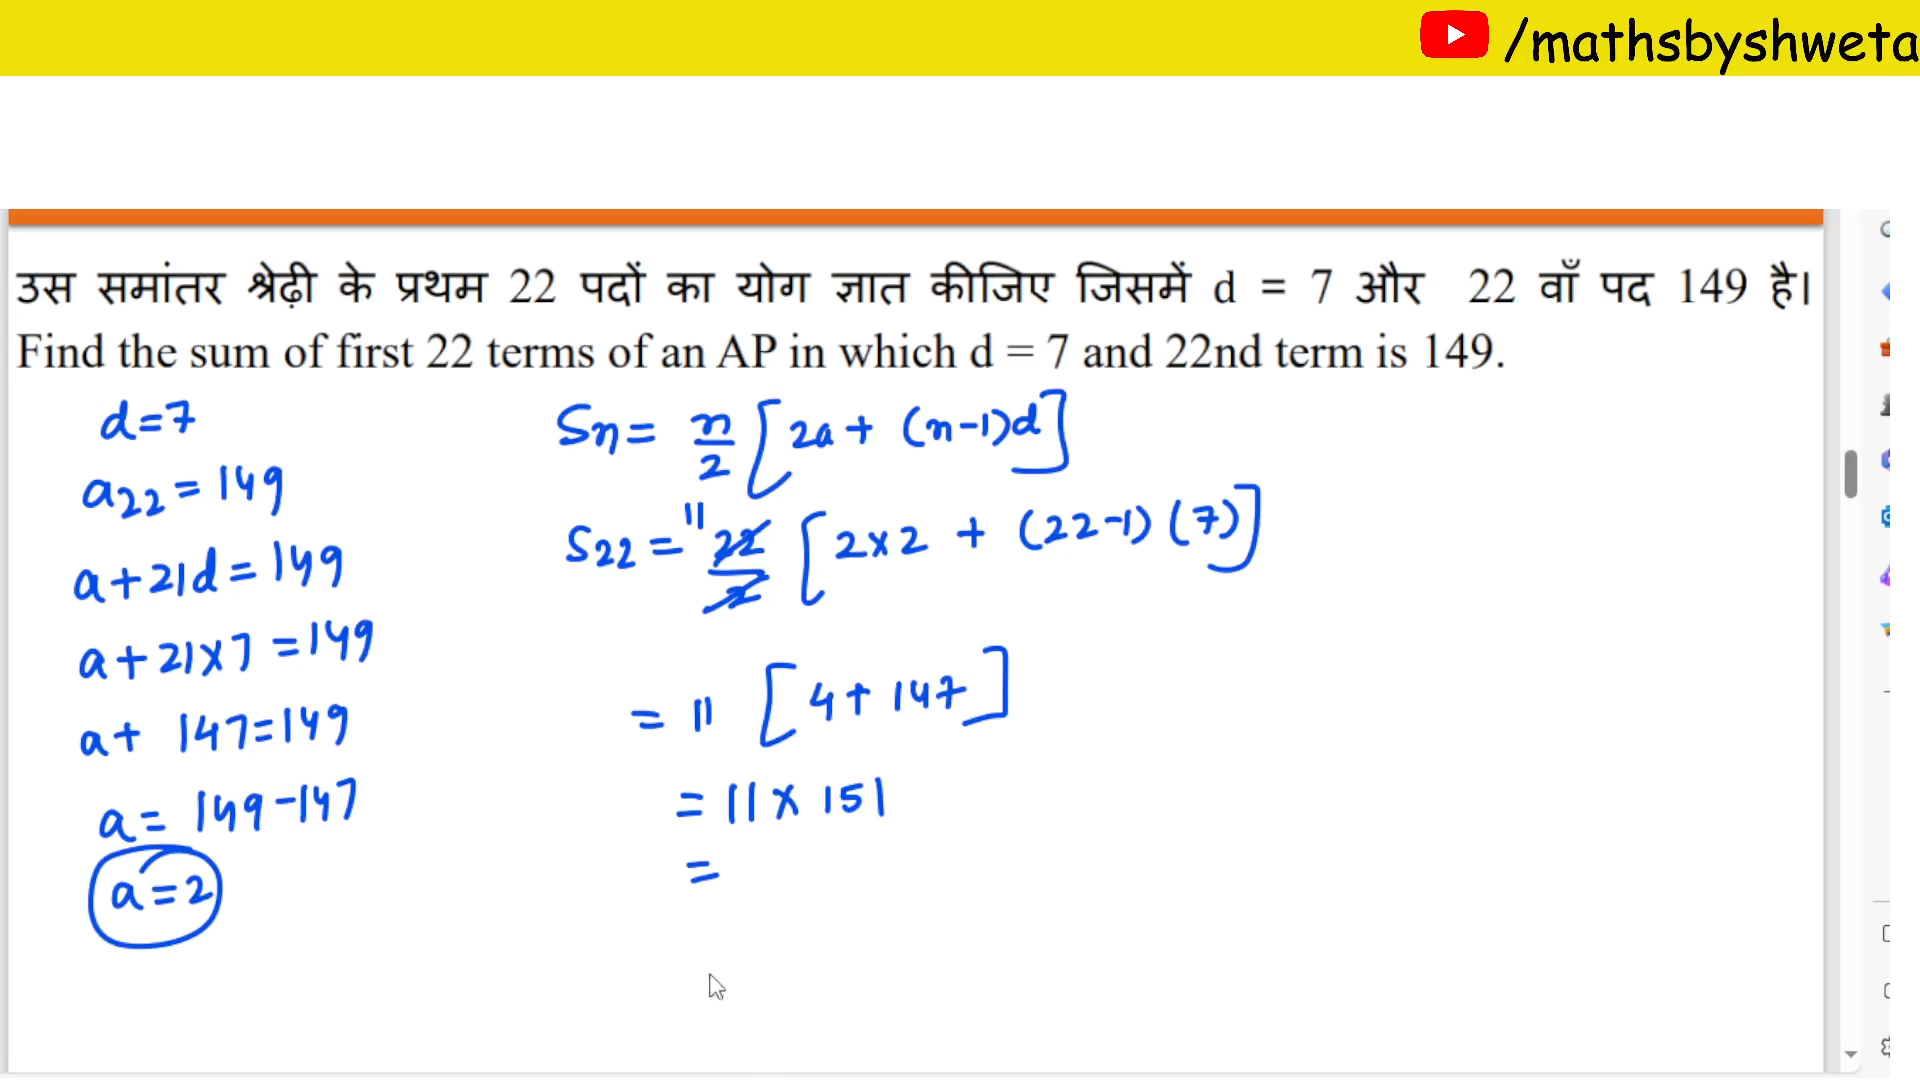 /mathsbyshweta
उस समांतर श्रेढ़ी के प्रथम 22 पदों का योग ज्ञात कीजिए जिसमें d = 7 और 22 वाँ पद 149 है।
Find the sum of first 22 terms of an AP in which d = 7 and 22nd term is 149.
d=7
a22 = 149
a+21d = 149
a+21×7 = 149
a+ 147=149
a= 149-147
a=2
Sn= n/2 [2a+ (n-1)d]
S22 = 11 22/2 [2×2 + (22-1) (7)]
= 11 [4+ 147]
= 11 × 151
=